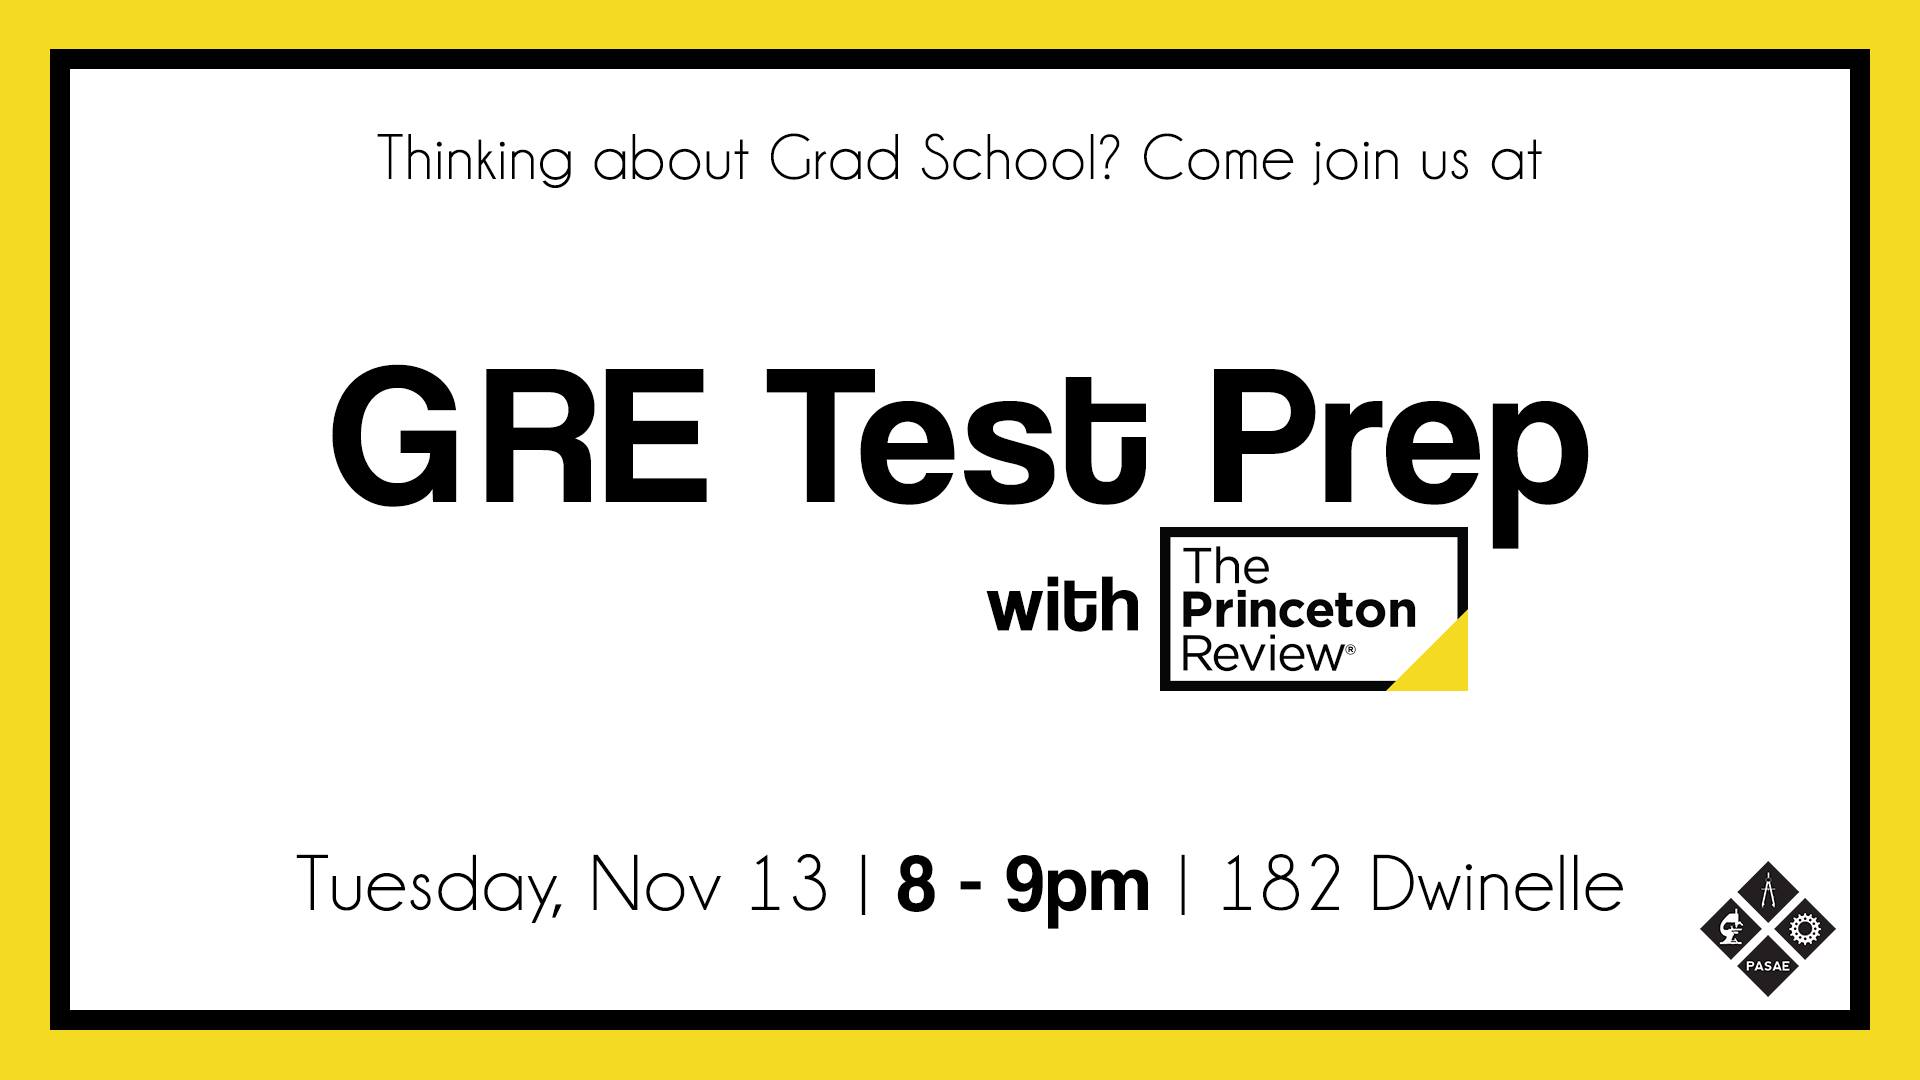 Thinking about Grad School? Come join us at
GRE Test Prep
with
The
Princeton
Review®
Tuesday, Nov 13 | 8 - 9pm | 182 Dwinelle
PASAE